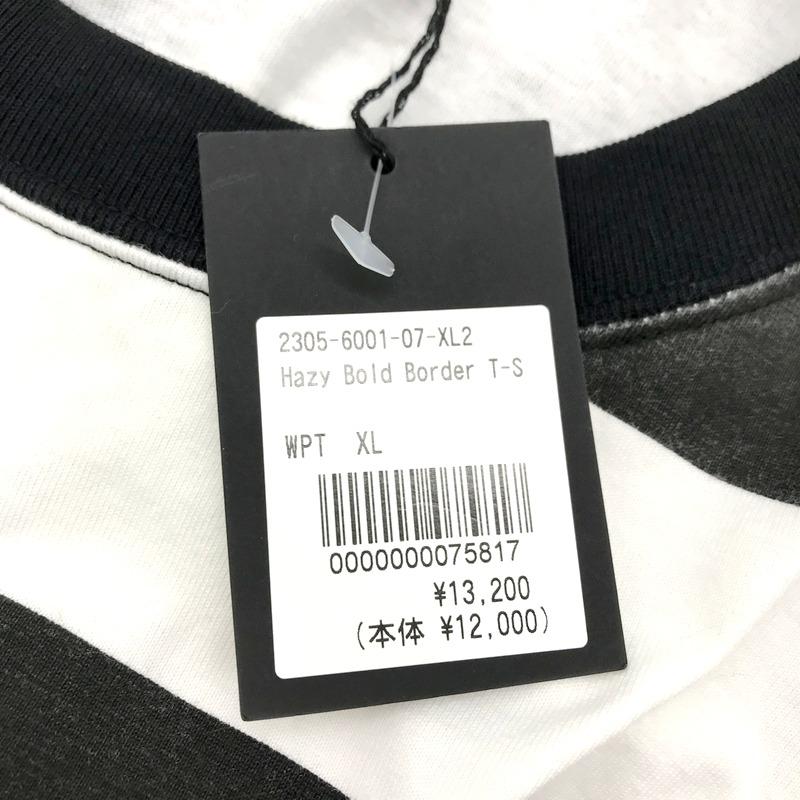 2305-6001-07-XL2
Hazy Bold Border T-S
WPT XL
0000000075817
¥13,200
(本体 ¥12,000)